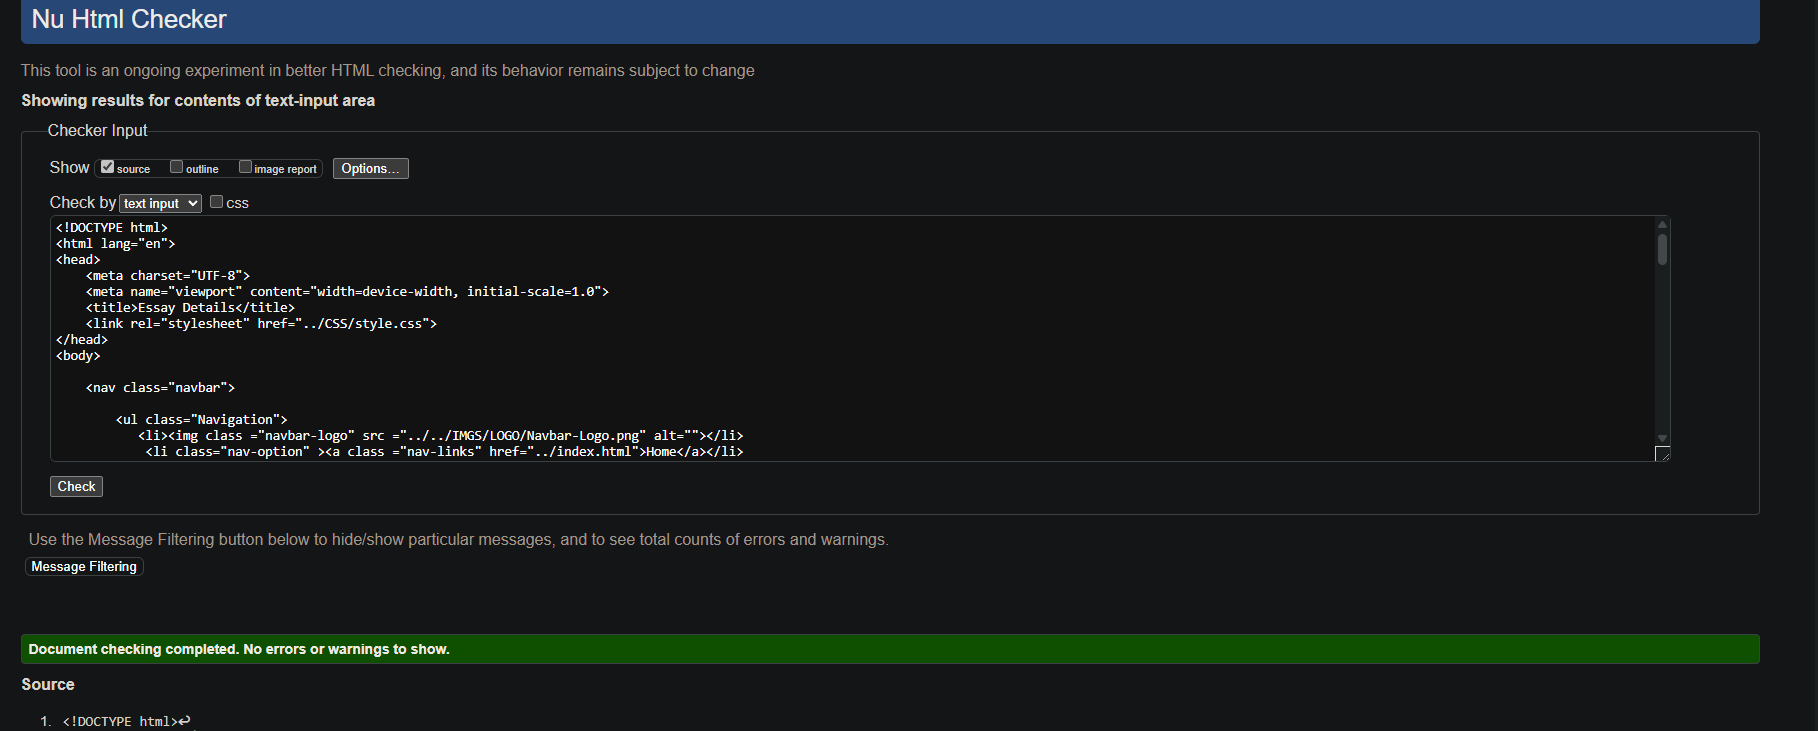 Nu Html Checker
This tool is an ongoing experiment in better HTML checking, and its behavior remains subject to change
Showing results for contents of text-input area
Checker Input
Show source outline image report Options...
Check by text input css
<!DOCTYPE html>
<html lang="en">
<head>
    <meta charset="UTF-8">
    <meta name="viewport" content="width=device-width, initial-scale=1.0">
    <title>Essay Details</title>
    <link rel="stylesheet" href="../CSS/style.css">
</head>
<body>
    <nav class="navbar">
        <ul class="Navigation">
           <li><img class ="navbar-logo" src ="../../IMGS/LOGO/Navbar-Logo.png" alt=""></li>
            <li class="nav-option" ><a class ="nav-links" href="../index.html">Home</a></li>
Check
Use the Message Filtering button below to hide/show particular messages, and to see total counts of errors and warnings.
Message Filtering
Document checking completed. No errors or warnings to show.
Source
1. <!DOCTYPE html>↩